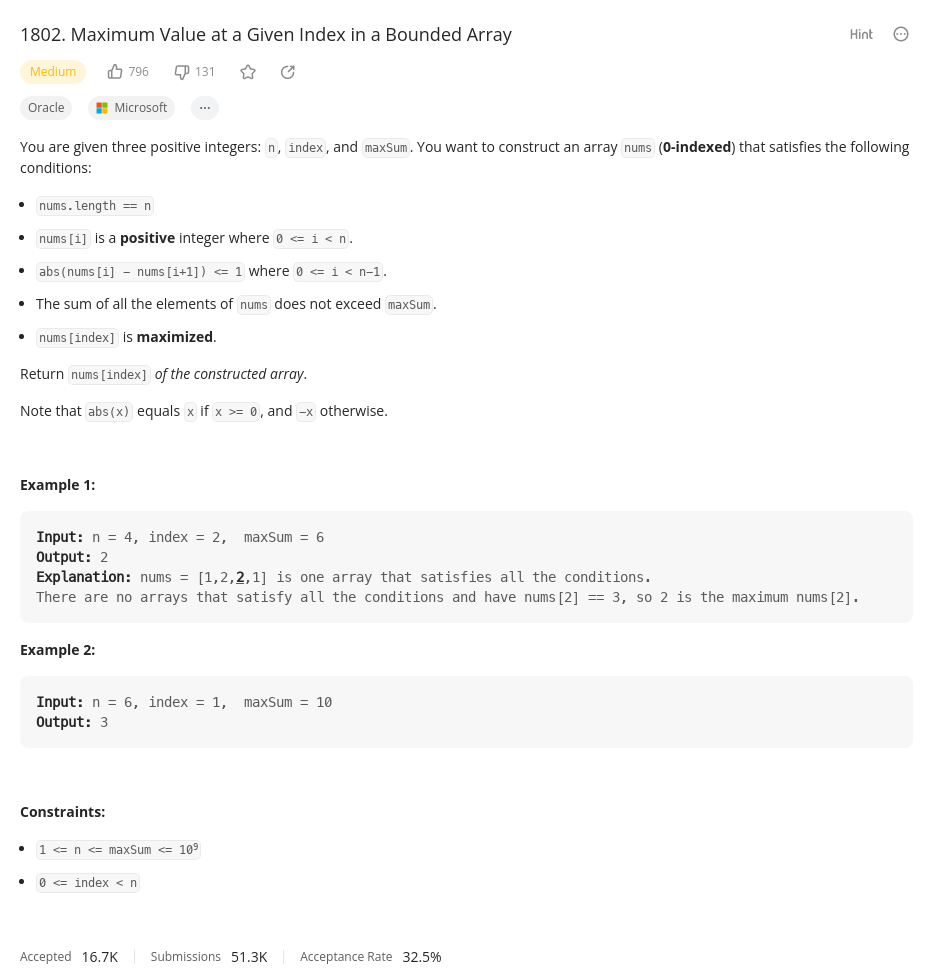 1802. Maximum Value at a Given Index in a Bounded Array
Hint
Medium 796 131
Oracle Microsoft ...
You are given three positive integers: n, index, and maxSum. You want to construct an array nums (0-indexed) that satisfies the following
conditions:
• nums.length == n
• nums[i] is a positive integer where 0 <= i < n.
• abs(nums[i] - nums[i+1]) <= 1 where 0 <= i < n-1.
• The sum of all the elements of nums does not exceed maxSum.
• nums[index] is maximized.
Return nums[index] of the constructed array.
Note that abs(x) equals x if x >= 0, and -x otherwise.
Example 1:
Input: n = 4, index = 2,  maxSum = 6
Output: 2
Explanation: nums = [1,2,2,1] is one array that satisfies all the conditions.
There are no arrays that satisfy all the conditions and have nums[2] == 3, so 2 is the maximum nums[2].
Example 2:
Input: n = 6, index = 1,  maxSum = 10
Output: 3
Constraints:
• 1 <= n <= maxSum <= 10⁹
• 0 <= index < n
Accepted 16.7K Submissions 51.3K Acceptance Rate 32.5%